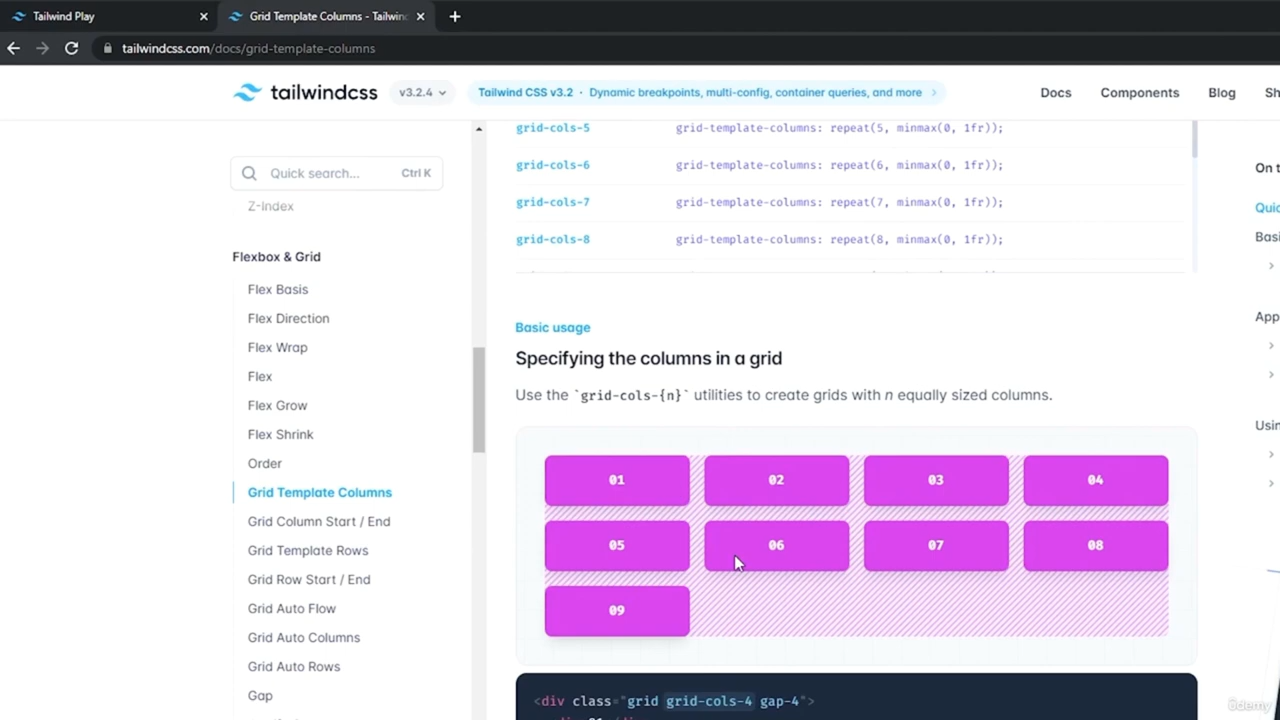 Tailwind Play
Grid Template Columns - Tailwin
tailwindcss.com/docs/grid-template-columns
tailwindcss
v3.2.4
Tailwind CSS v3.2 · Dynamic breakpoints, multi-config, container queries, and more
Docs
Components
Blog
Sh
Quick search...
Ctrl K
Z-Index
Flexbox & Grid
Flex Basis
Flex Direction
Flex Wrap
Flex
Flex Grow
Flex Shrink
Order
Grid Template Columns
Grid Column Start / End
Grid Template Rows
Grid Row Start / End
Grid Auto Flow
Grid Auto Columns
Grid Auto Rows
Gap
grid-cols-5 grid-template-columns: repeat(5, minmax(0, 1fr));
grid-cols-6 grid-template-columns: repeat(6, minmax(0, 1fr));
grid-cols-7 grid-template-columns: repeat(7, minmax(0, 1fr));
grid-cols-8 grid-template-columns: repeat(8, minmax(0, 1fr));
Basic usage
Specifying the columns in a grid
Use the `grid-cols-{n}` utilities to create grids with n equally sized columns.
01 02 03 04
05 06 07 08
09
<div class="grid grid-cols-4 gap-4">
On t
Quic
Basi
App
Usin
ûdemy